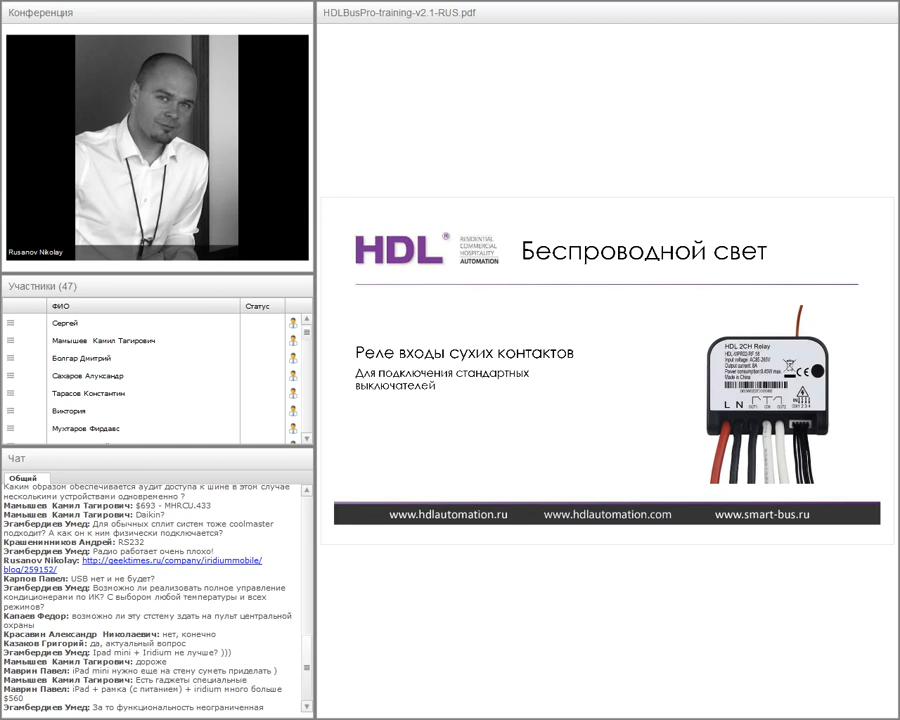 Конференция
Rusanov Nikolay
Участники (47)
ФИО
Статус
Сергей
Мамышев Камил Тагирович
Болгар Дмитрий
Сахаров Алуксандр
Тарасов Константин
Виктория
Мухтаров Фирдавс
Чат
Общий
Каким образом обеспечивается аудит доступа к шине в этом случае
несколькими устройствами одновременно ?
Мамышев Камил Тагирович: $693 - MHRCU.433
Мамышев Камил Тагирович: Daikin?
Эгамбердиев Умед: Для обычных сплит систем тоже coolmaster
подходит? А как он к ним физически подключается?
Крашенинников Андрей: RS232
Эгамбердиев Умед: Радио работает очень плохо!
Rusanov Nikolay: http://geektimes.ru/company/iridiummobile/
blog/259152/
Карпов Павел: USB нет и не будет?
Эгамбердиев Умед: Возможно ли реализовать полное управление
кондиционерами по ИК? С выбором любой температуры и всех
режимов?
Капаев Федор: возможно ли эту стстему здать на пульт центральной
охраны
Красавин Александр Николаевич: нет, конечно
Казаков Григорий: да, актуальный вопрос
Эгамбердиев Умед: Ipad mini + Iridium не лучше? )))
Мамышев Камил Тагирович: дороже
Маврин Павел: iPad mini нужно еще на стену суметь приделать )
Мамышев Камил Тагирович: Есть гаджеты специальные
Маврин Павел: iPad + рамка (с питанием) + iridium много больше
$560
Эгамбердиев Умед: За то функциональность неограниченная
HDLBusPro-training-v2.1-RUS.pdf
HDL®
RESIDENTIAL
COMMERCIAL
HOSPITALITY
AUTOMATION
Беспроводной свет
Реле входы сухих контактов
Для подключения стандартных
выключателей
HDL 2CH Relay
Output current: 8A
Made in China
L N
www.hdlautomation.ru
www.hdlautomation.com
www.smart-bus.ru